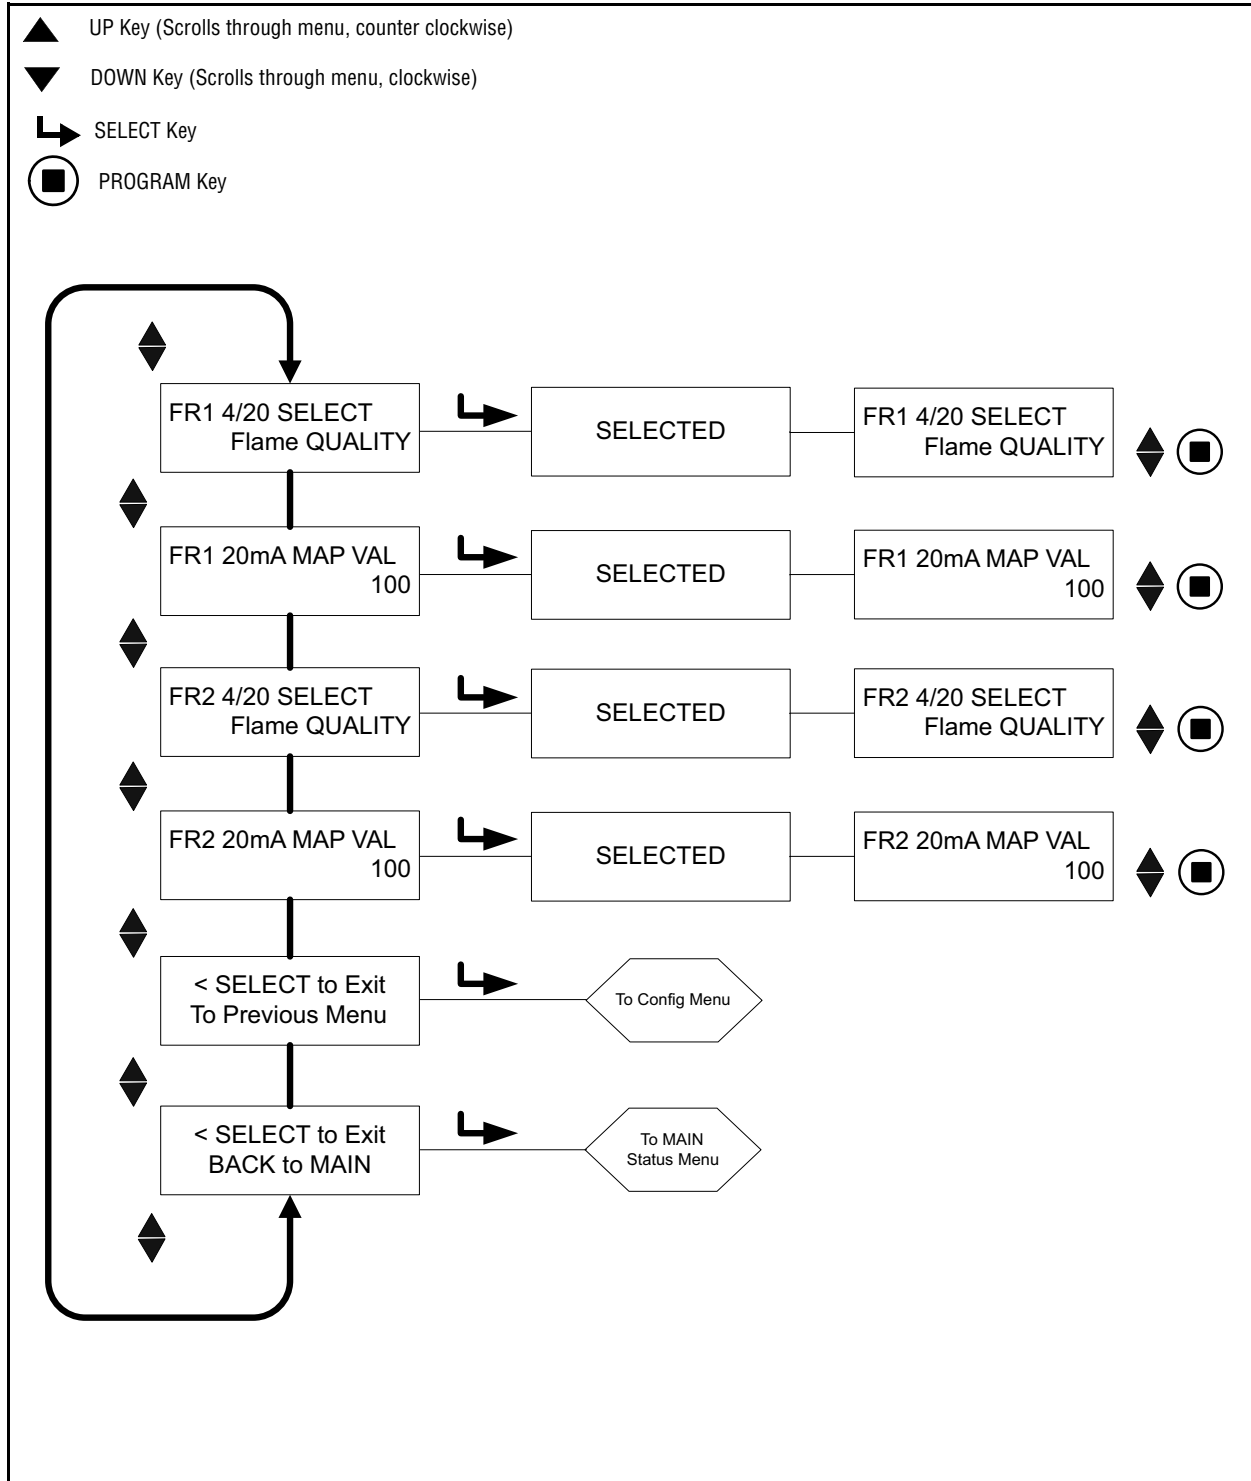 UP Key (Scrolls through menu, counter clockwise)
DOWN Key (Scrolls through menu, clockwise)
SELECT Key
PROGRAM Key
FR1 4/20 SELECT
Flame QUALITY
SELECTED
FR1 4/20 SELECT
Flame QUALITY
FR1 20mA MAP VAL
100
SELECTED
FR1 20mA MAP VAL
100
FR2 4/20 SELECT
Flame QUALITY
SELECTED
FR2 4/20 SELECT
Flame QUALITY
FR2 20mA MAP VAL
100
SELECTED
FR2 20mA MAP VAL
100
< SELECT to Exit
To Previous Menu
To Config Menu
< SELECT to Exit
BACK to MAIN
To MAIN
Status Menu